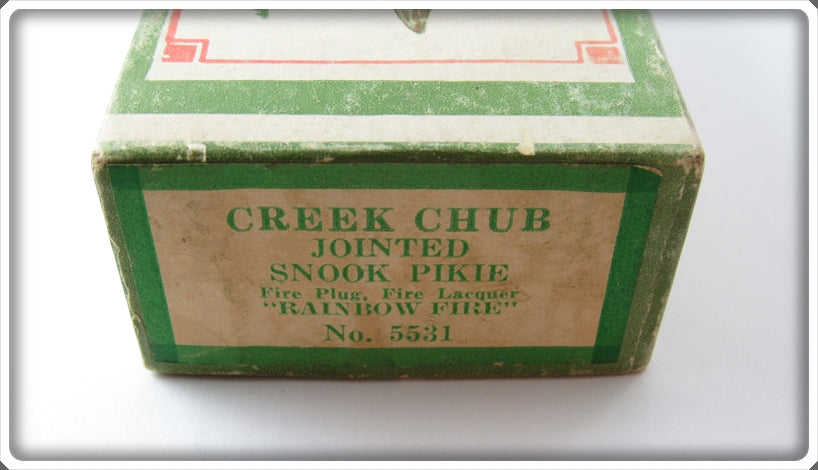 CREEK CHUB
JOINTED
SNOOK PIKIE
Fire Plug, Fire Lacquer
"RAINBOW FIRE"
No. 5531